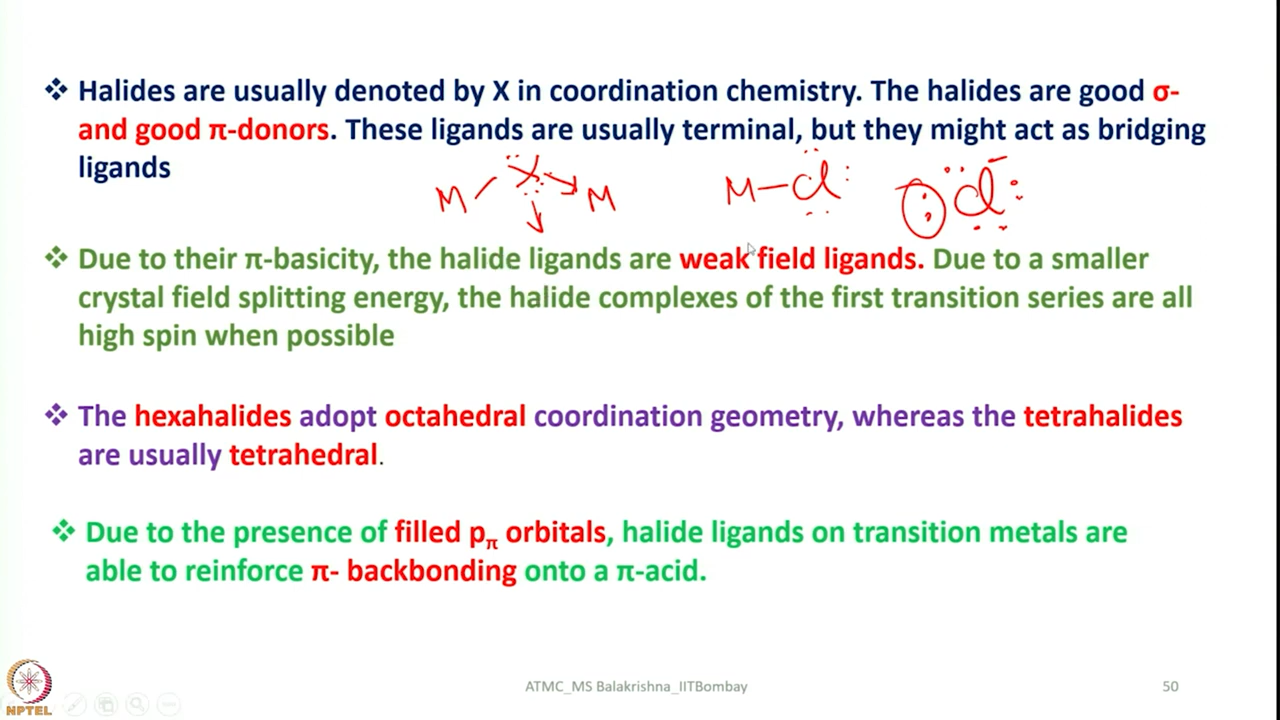 ❖ Halides are usually denoted by X in coordination chemistry. The halides are good σ-
and good π-donors. These ligands are usually terminal, but they might act as bridging
ligands
M X M M-Cl Cl⁻
❖ Due to their π-basicity, the halide ligands are weak field ligands. Due to a smaller
crystal field splitting energy, the halide complexes of the first transition series are all
high spin when possible
❖ The hexahalides adopt octahedral coordination geometry, whereas the tetrahalides
are usually tetrahedral.
❖ Due to the presence of filled pπ orbitals, halide ligands on transition metals are
able to reinforce π- backbonding onto a π-acid.
NPTEL
ATMC_MS Balakrishna_IITBombay
50